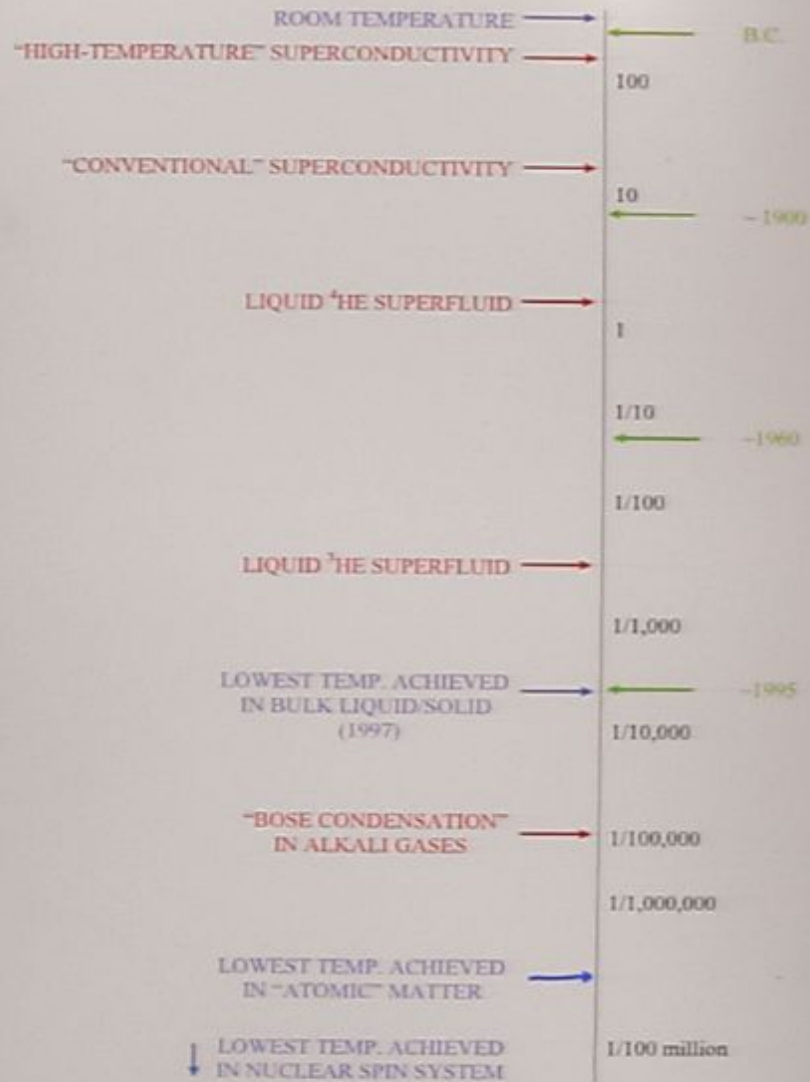 ROOM TEMPERATURE
B.C.
"HIGH-TEMPERATURE" SUPERCONDUCTIVITY
100
"CONVENTIONAL" SUPERCONDUCTIVITY
10
~1900
LIQUID ⁴HE SUPERFLUID
1
1/10
~1960
1/100
LIQUID ³HE SUPERFLUID
1/1,000
LOWEST TEMP. ACHIEVED
IN BULK LIQUID/SOLID
(1997)
~1995
1/10,000
"BOSE CONDENSATION"
IN ALKALI GASES
1/100,000
1/1,000,000
LOWEST TEMP. ACHIEVED
IN "ATOMIC" MATTER
LOWEST TEMP. ACHIEVED
IN NUCLEAR SPIN SYSTEM
1/100 million